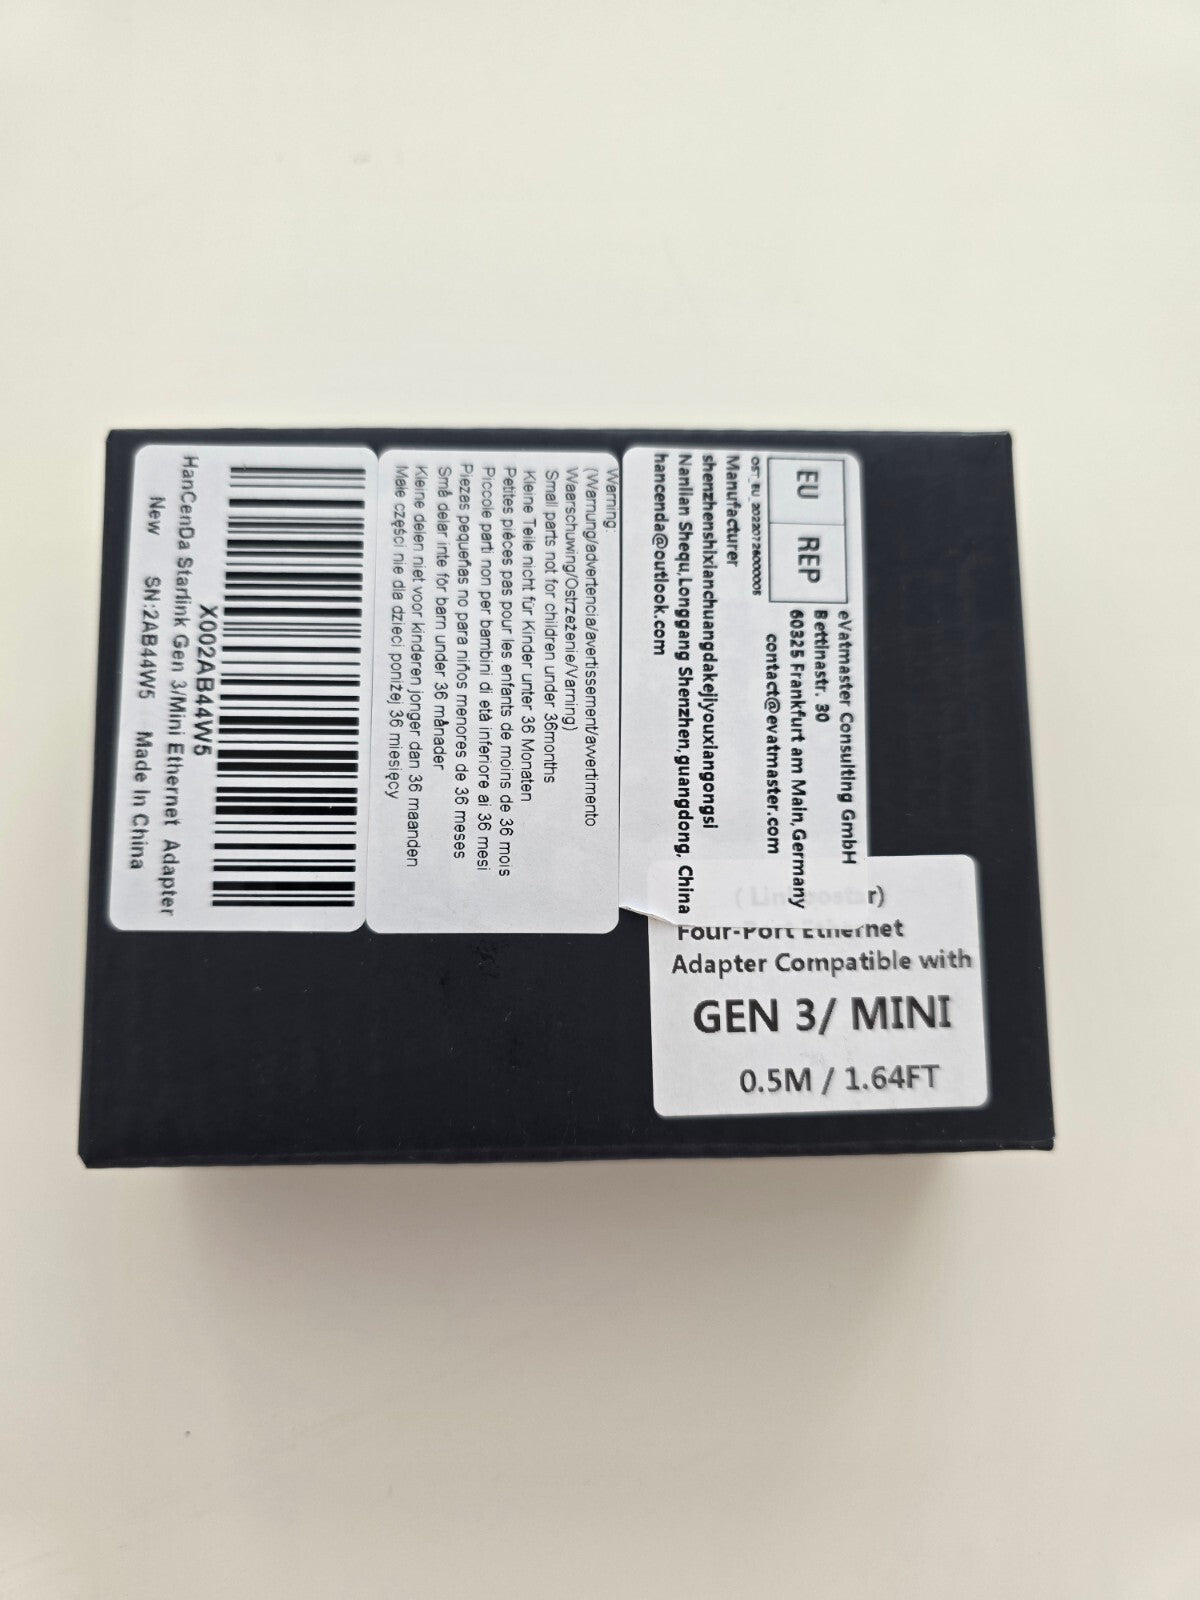 EU REP
eVatmaster Consulting GmbH
Bettinastr. 30
60325 Frankfurt am Main, Germany
contact@evatmaster.com
OST_EU_20220726000005
Manufacturer
shenzhenshixianchuangdakejiyouxiangongsi
Nanlian Shequ,Longgang Shenzhen,guangdong, China
hancenda@outlook.com
Warning:
(Warnung/advertencia/avertissement/avvertimento
Waarschuwing/Ostrzeżenie/Varning)
Small parts not for children under 36months
Kleine Teile nicht für Kinder unter 36 Monaten
Petites pièces pas pour les enfants de moins de 36 mois
Piccole parti non per bambini di età inferiore ai 36 mesi
Piezas pequeñas no para niños menores de 36 meses
Små delar inte för barn under 36 månader
Kleine delen niet voor kinderen jonger dan 36 maanden
Małe części nie dla dzieci poniżej 36 miesięcy
X002AB44W5
HanCenDa Starlink Gen 3/Mini Ethernet Adapter
New SN:2AB44W5 Made In China
r)
Four-Port Ethernet
Adapter Compatible with
GEN 3/ MINI
0.5M / 1.64FT